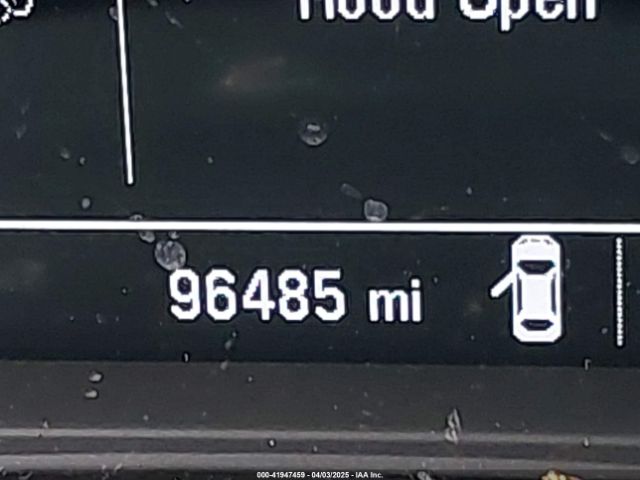 Hood Open
96485 mi
000-41947459 - 04/03/2025 - IAA Inc.